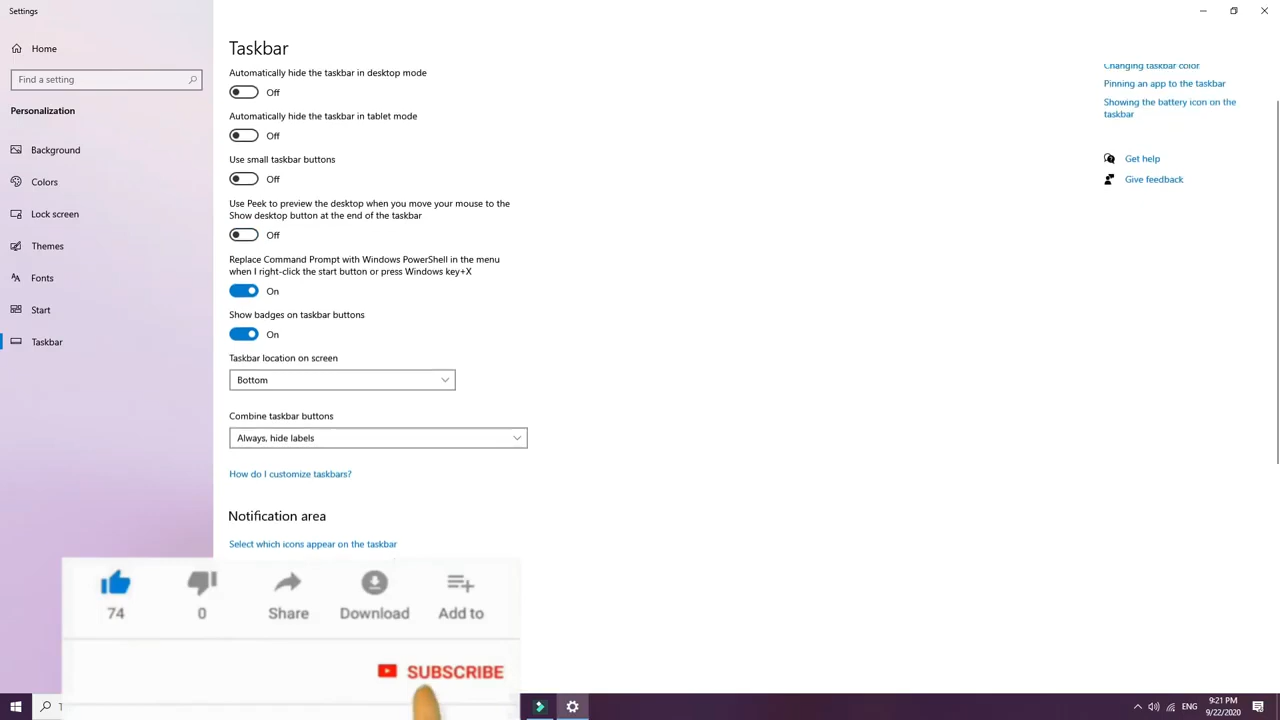 Settings
Home
Find a setting
Personalization
Background
Colors
Lock screen
Themes
Fonts
Start
Taskbar
Taskbar
Automatically hide the taskbar in desktop mode
Off
Automatically hide the taskbar in tablet mode
Off
Use small taskbar buttons
Off
Use Peek to preview the desktop when you move your mouse to the
Show desktop button at the end of the taskbar
Off
Replace Command Prompt with Windows PowerShell in the menu
when I right-click the start button or press Windows key+X
On
Show badges on taskbar buttons
On
Taskbar location on screen
Bottom
Combine taskbar buttons
Always, hide labels
How do I customize taskbars?
Notification area
Select which icons appear on the taskbar
Changing taskbar color
Pinning an app to the taskbar
Showing the battery icon on the
taskbar
Get help
Give feedback
74
0
Share
Download
Add to
SUBSCRIBE
ENG
9:21 PM
9/22/2020